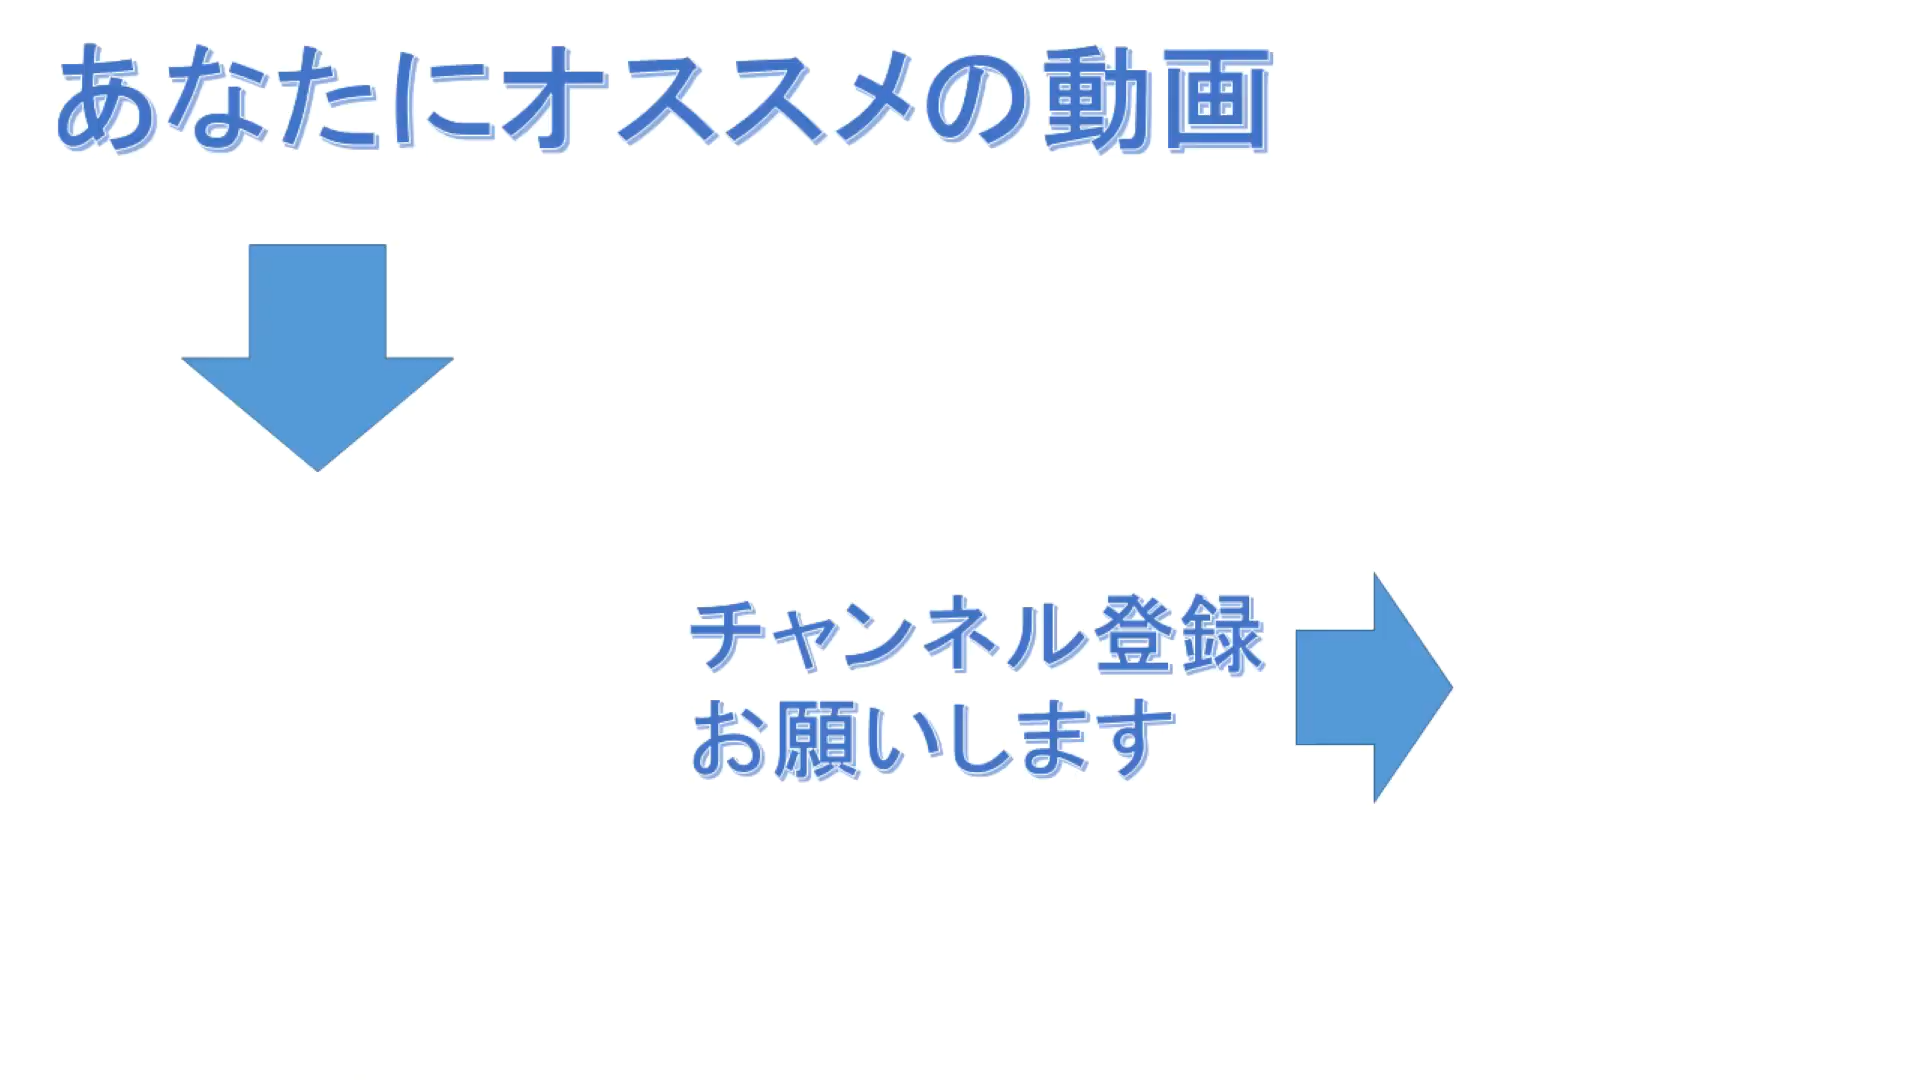 あなたにオススメの動画
チャンネル登録
お願いします